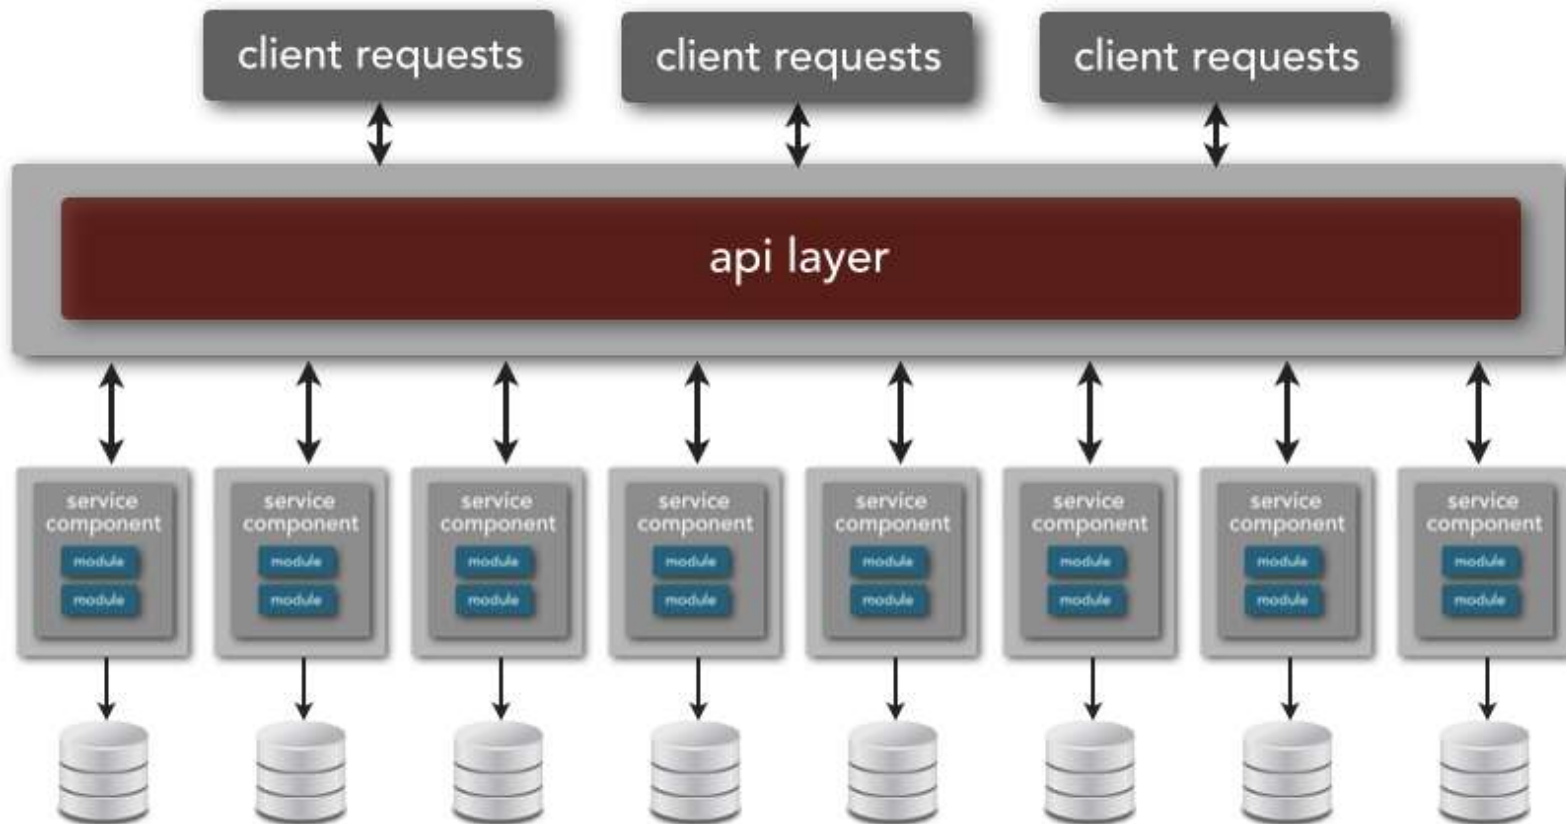 client requests
client requests
client requests
api layer
service
component
module
module
service
component
module
module
service
component
module
module
service
component
module
module
service
component
module
module
service
component
module
module
service
component
module
module
service
component
module
module